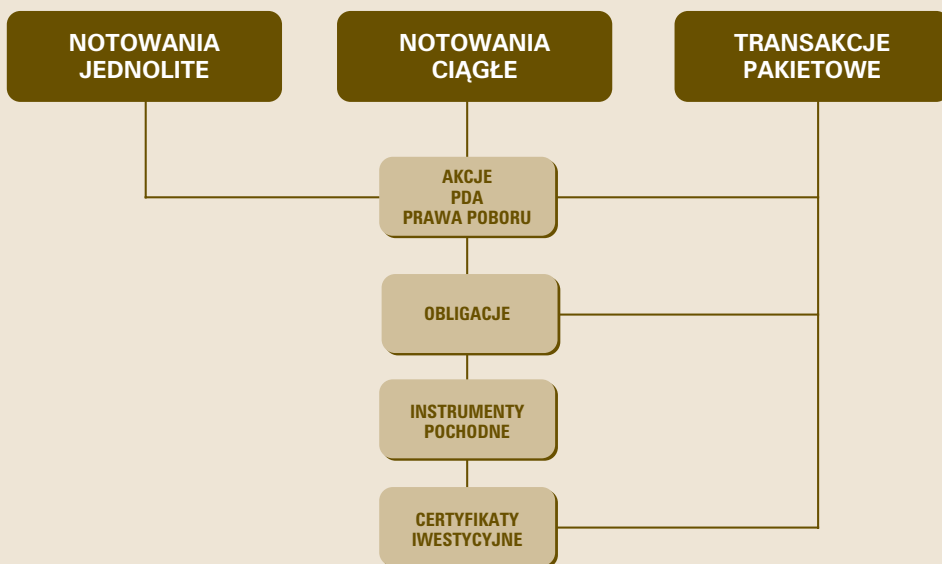 NOTOWANIA
JEDNOLITE
NOTOWANIA
CIĄGŁE
TRANSAKCJE
PAKIETOWE
AKCJE
PDA
PRAWA POBORU
OBLIGACJE
INSTRUMENTY
POCHODNE
CERTYFIKATY
IWESTYCYJNE